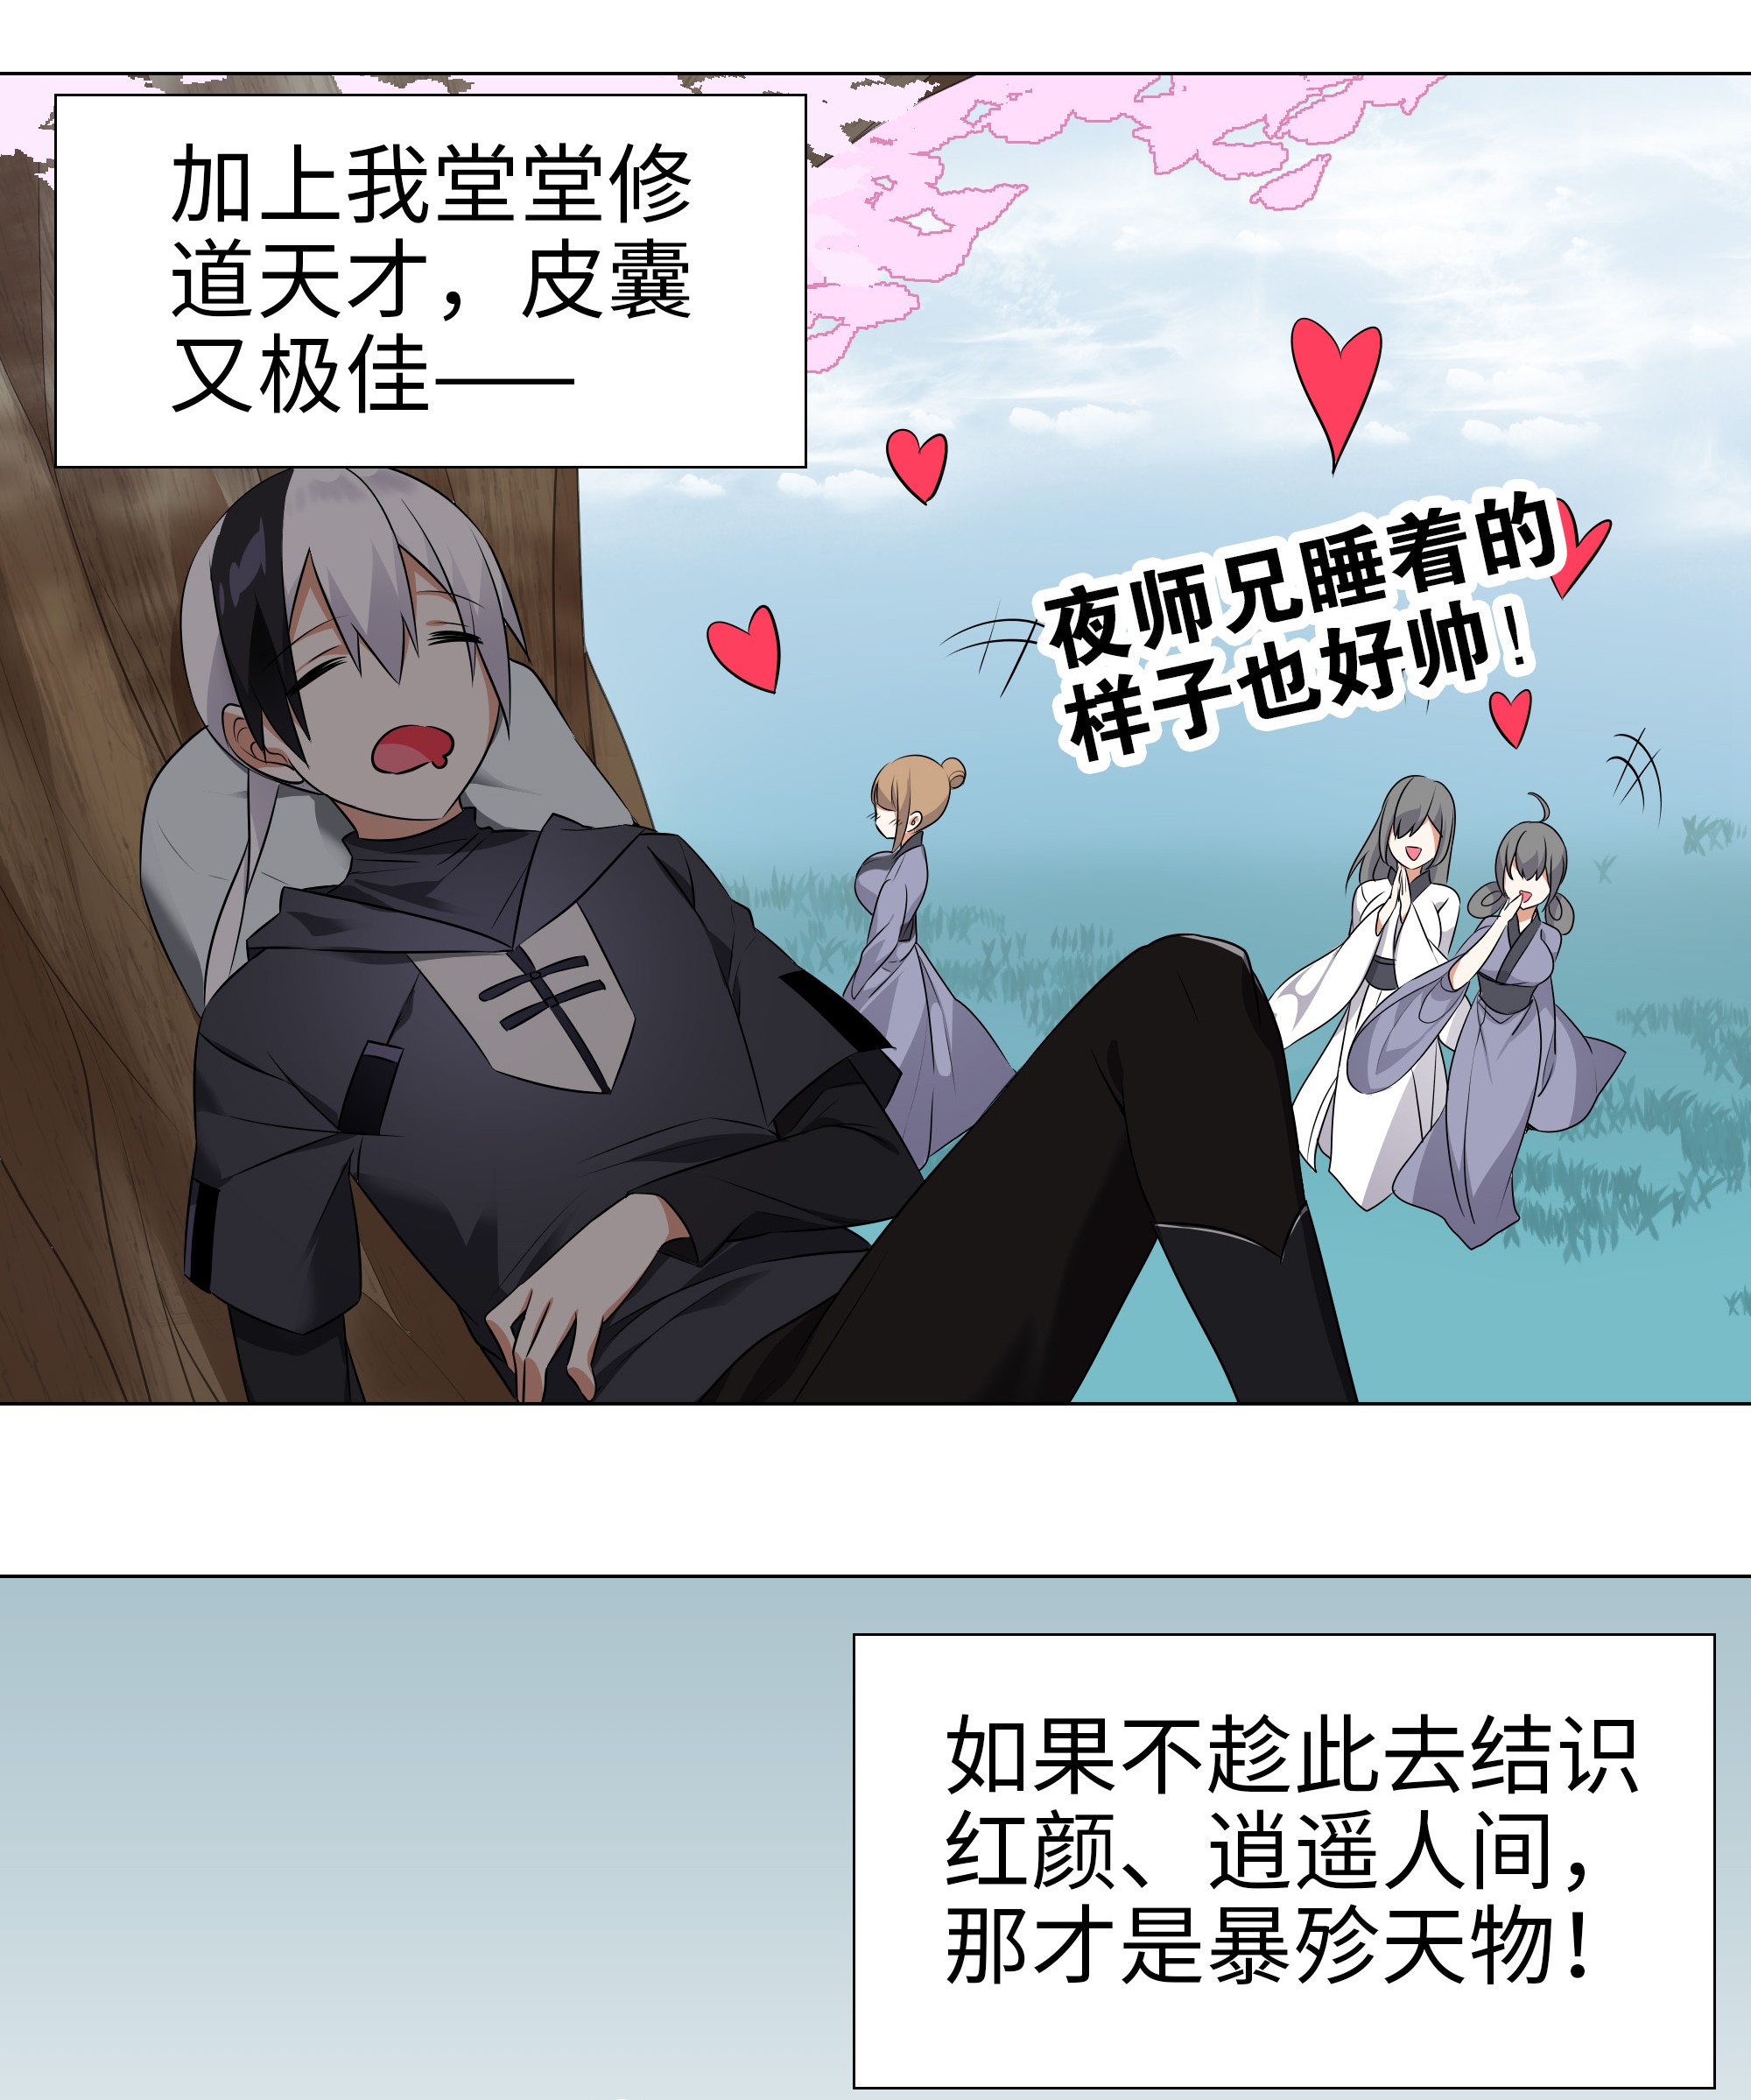 加上我堂堂修
道天才，皮囊
又极佳——
夜师兄睡着的
样子也好帅！
如果不趁此去结识
红颜、逍遥人间，
那才是暴殄天物！